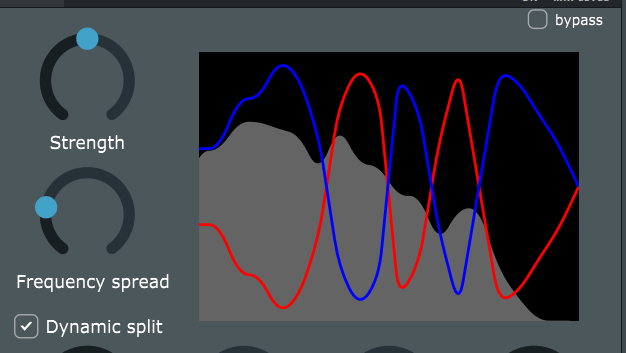 bypass
Strength
Frequency spread
Dynamic split